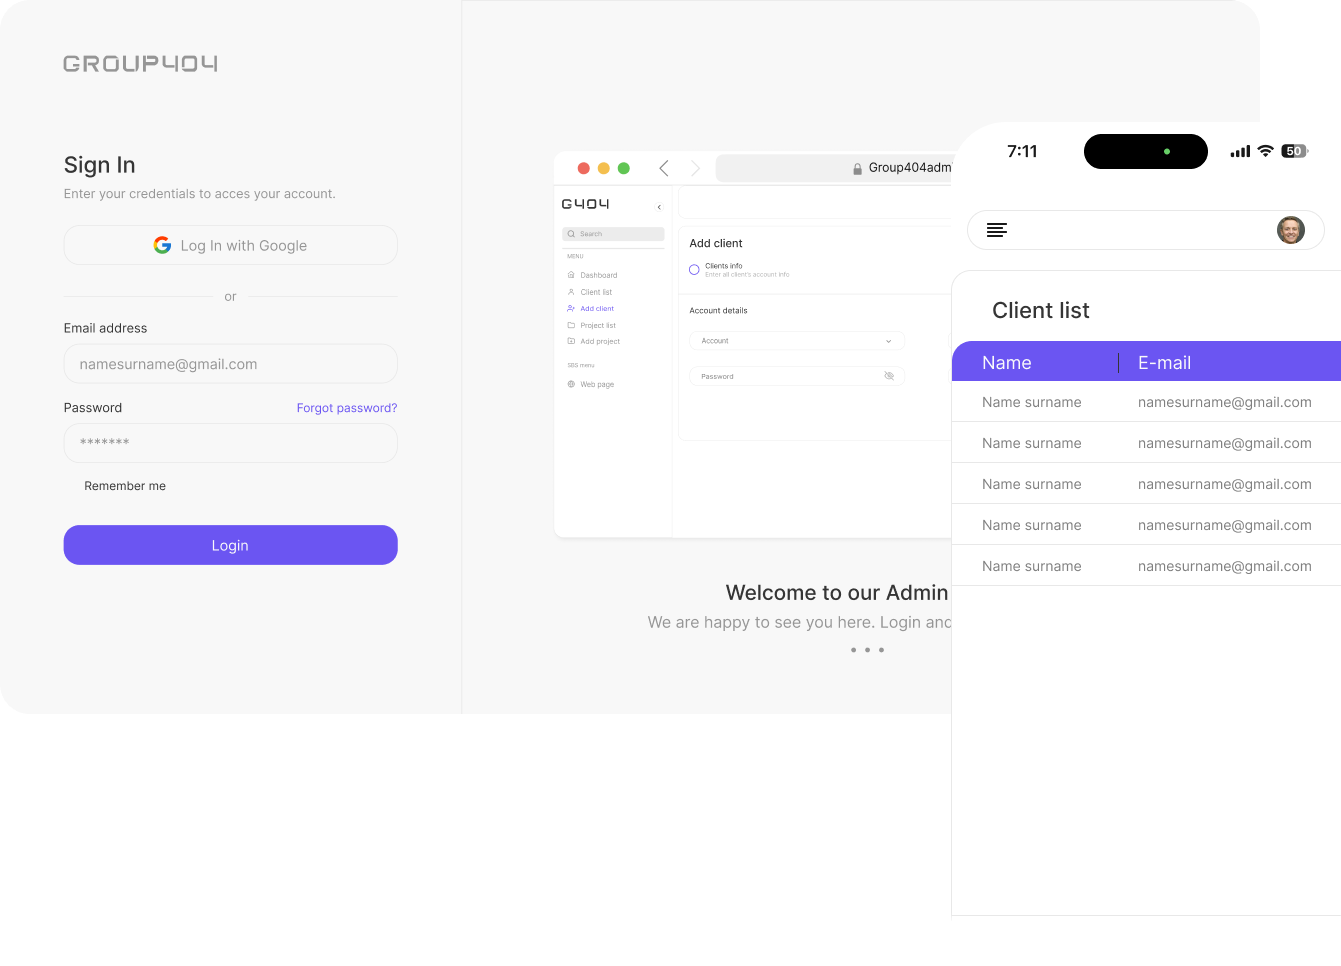 GROUP404
Sign In
Enter your credentials to acces your account.
Log In with Google
or
Email address
namesurname@gmail.com
Password
Forgot password?
*******
Remember me
Login
Group404adm
G404
Search
MENU
Dashboard
Client list
Add client
Project list
Add project
SBS menu
Web page
Add client
Clients info
Enter all client's account info
Account details
Account
Password
Welcome to our Admin
We are happy to see you here. Login and
7:11
50
Client list
Name E-mail
Name surname namesurname@gmail.com
Name surname namesurname@gmail.com
Name surname namesurname@gmail.com
Name surname namesurname@gmail.com
Name surname namesurname@gmail.com